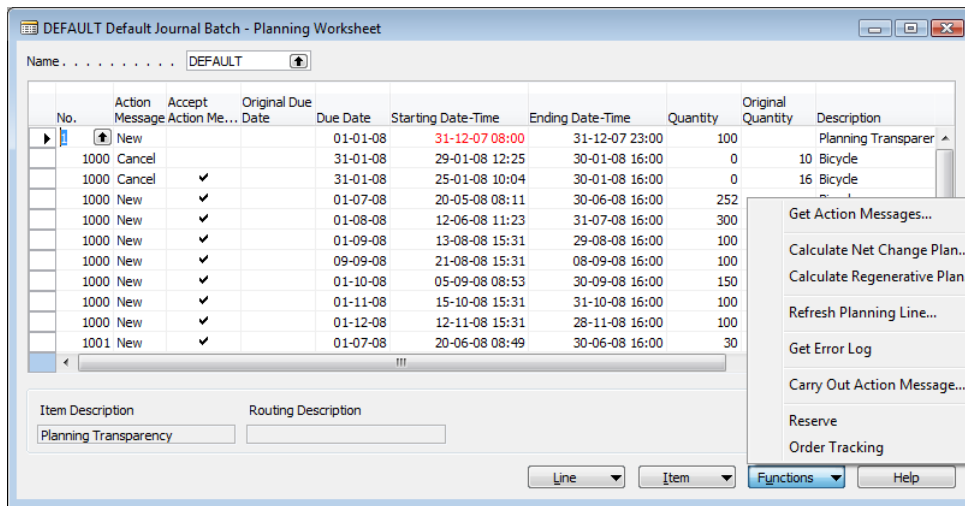 DEFAULT Default Journal Batch - Planning Worksheet
Name . . . . . . . . . . DEFAULT
No. Action Message Accept Action Me... Original Due Date Due Date Starting Date-Time Ending Date-Time Quantity Original Quantity Description
1 New 01-01-08 31-12-07 08:00 31-12-07 23:00 100 Planning Transparer
1000 Cancel 31-01-08 29-01-08 12:25 30-01-08 16:00 0 10 Bicycle
1000 Cancel 31-01-08 25-01-08 10:04 30-01-08 16:00 0 16 Bicycle
1000 New 01-07-08 20-05-08 08:11 30-06-08 16:00 252
1000 New 01-08-08 12-06-08 11:23 31-07-08 16:00 300
1000 New 01-09-08 13-08-08 15:31 29-08-08 16:00 100
1000 New 09-09-08 21-08-08 15:31 08-09-08 16:00 100
1000 New 01-10-08 05-09-08 08:53 30-09-08 16:00 150
1000 New 01-11-08 15-10-08 15:31 31-10-08 16:00 100
1000 New 01-12-08 12-11-08 15:31 28-11-08 16:00 100
1001 New 01-07-08 20-06-08 08:49 30-06-08 16:00 30
Get Action Messages...
Calculate Net Change Plan..
Calculate Regenerative Plan
Refresh Planning Line...
Get Error Log
Carry Out Action Message...
Reserve
Order Tracking
Item Description Routing Description
Planning Transparency
Line Item Functions Help